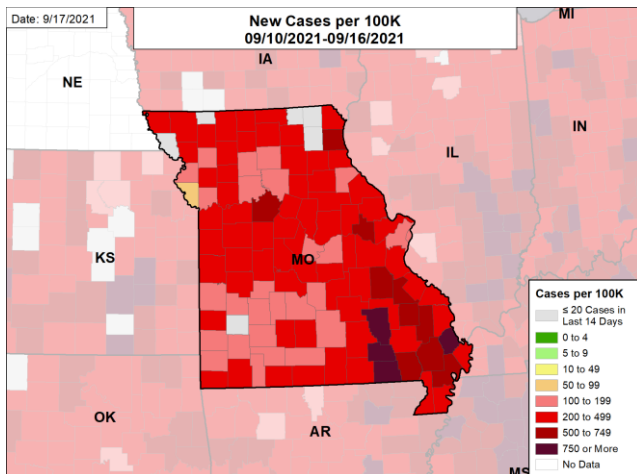 Date: 9/17/2021
New Cases per 100K
09/10/2021-09/16/2021
MI
IA
NE
IL
IN
KS
MO
OK
AR
MS
Cases per 100K
≤ 20 Cases in
Last 14 Days
0 to 4
5 to 9
10 to 49
50 to 99
100 to 199
200 to 499
500 to 749
750 or More
No Data